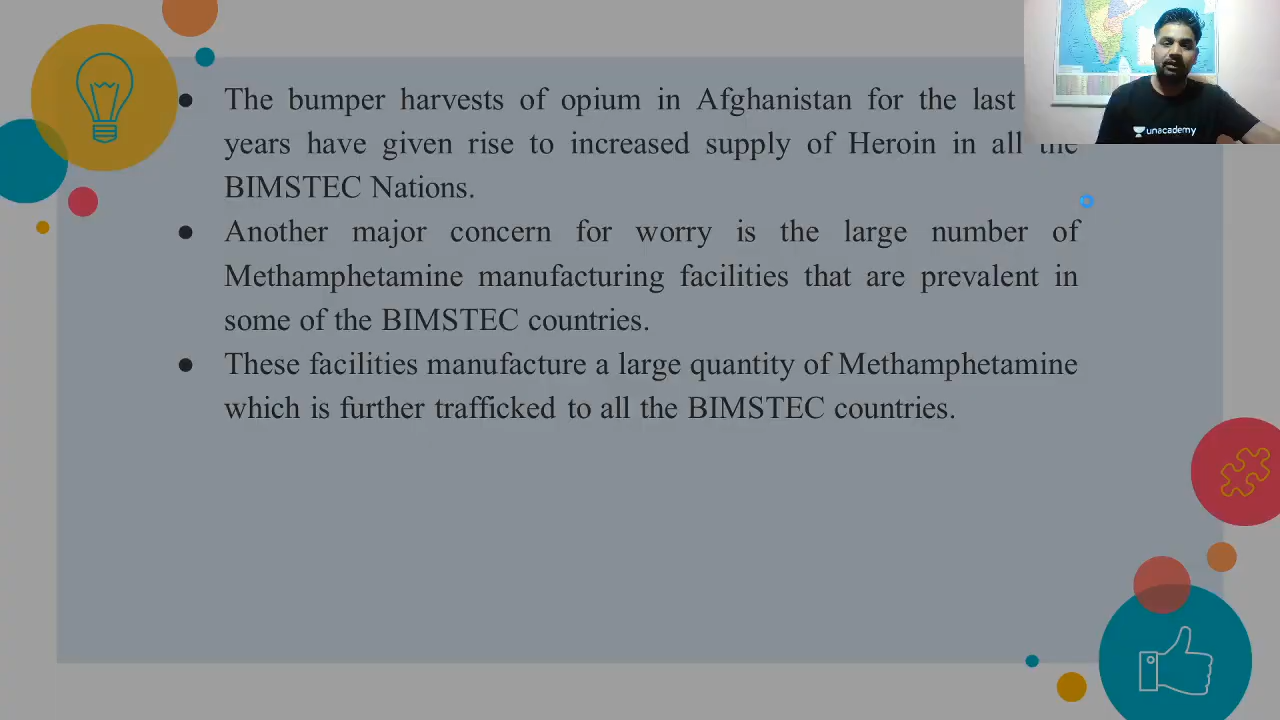 ● The bumper harvests of opium in Afghanistan for the last
years have given rise to increased supply of Heroin in all the
BIMSTEC Nations.
● Another major concern for worry is the large number of
Methamphetamine manufacturing facilities that are prevalent in
some of the BIMSTEC countries.
● These facilities manufacture a large quantity of Methamphetamine
which is further trafficked to all the BIMSTEC countries.
unacademy